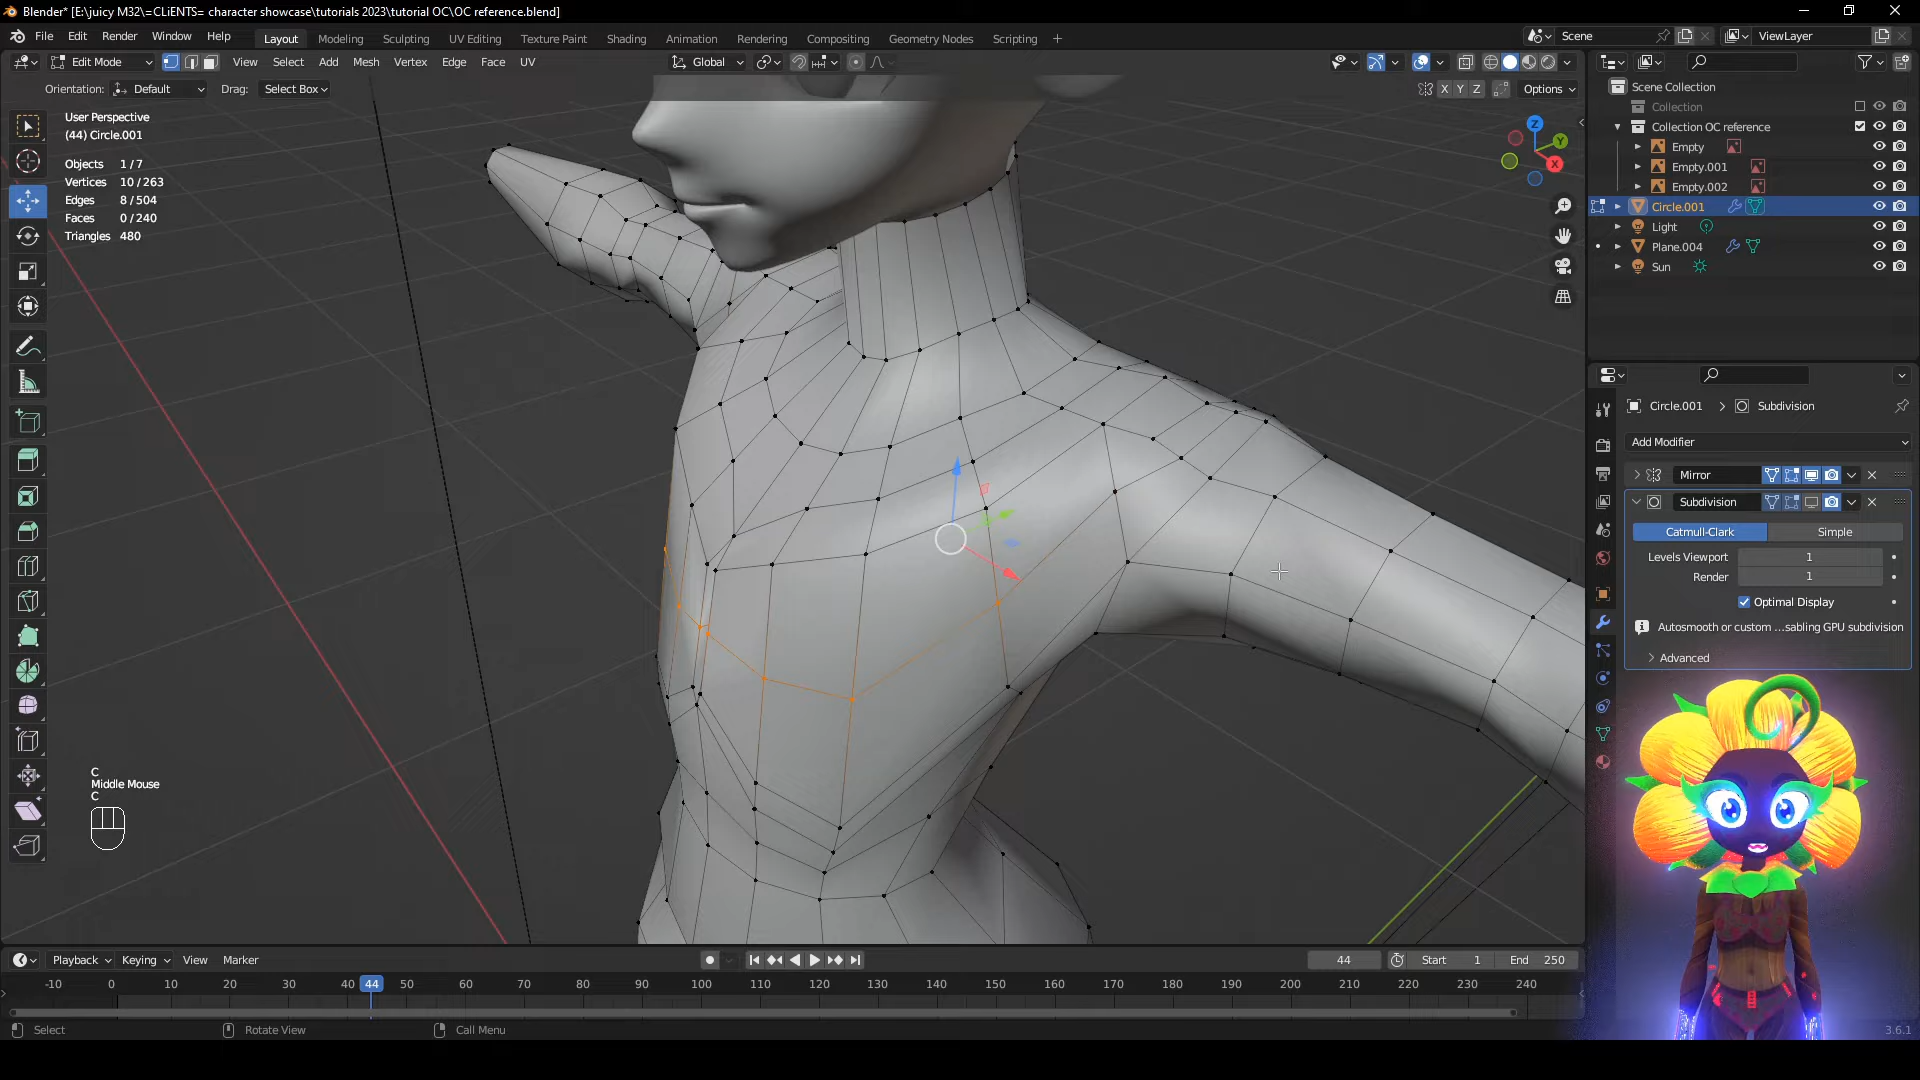 Blender* [E:\juicy M32\=CLiENTS= character showcase\tutorials 2023\tutorial OC\OC reference.blend]
File Edit Render Window Help Layout Modeling Sculpting UV Editing Texture Paint Shading Animation Rendering Compositing Geometry Nodes Scripting + Scene ViewLayer
Edit Mode View Select Add Mesh Vertex Edge Face UV Global
Orientation: Default Drag: Select Box X Y Z Options
User Perspective
(44) Circle.001
Objects 1/7
Vertices 10/263
Edges 8/504
Faces 0/240
Triangles 480
Z
Y
X
C
Middle Mouse
C
Scene Collection
Collection
Collection OC reference
Empty
Empty.001
Empty.002
Circle.001
Light
Plane.004
Sun
Circle.001 > Subdivision
Add Modifier
Mirror
Subdivision
Catmull-Clark Simple
Levels Viewport 1
Render 1
Optimal Display
Autosmooth or custom ...sabling GPU subdivision
Advanced
Playback Keying View Marker 44 Start 1 End 250
-10 0 10 20 30 40 44 50 60 70 80 90 100 110 120 130 140 150 160 170 180 190 200 210 220 230 240
Select Rotate View Call Menu 3.6.1